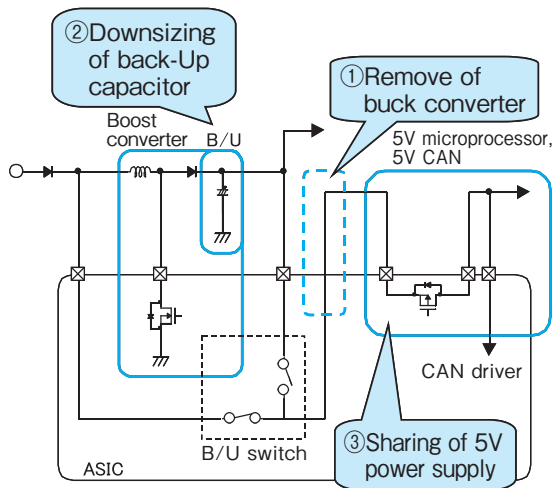 ②Downsizing
of back-Up
capacitor
①Remove of
buck converter
Boost
converter
B/U
5V microprocessor,
5V CAN
CAN driver
B/U switch
③Sharing of 5V
power supply
ASIC